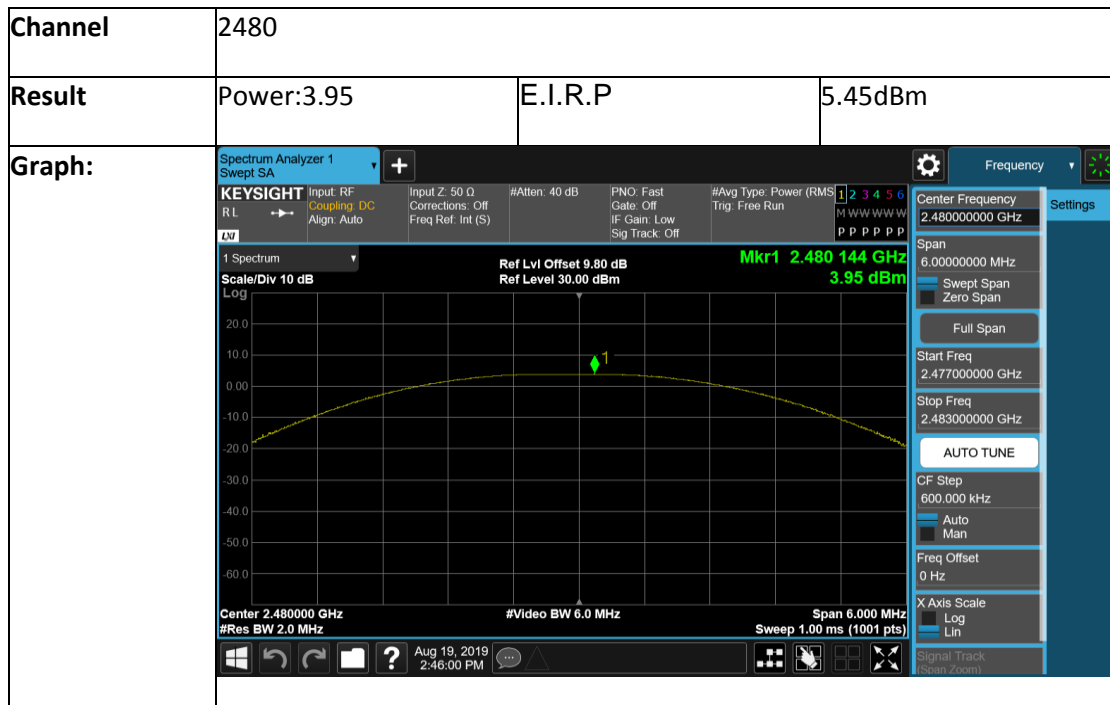 Channel 2480
Result Power:3.95 E.I.R.P 5.45dBm
Graph:
Spectrum Analyzer 1
Swept SA
+
Frequency
KEYSIGHT
R L
LXI
Input: RF
Coupling: DC
Align: Auto
Input Z: 50 Ω
Corrections: Off
Freq Ref: Int (S)
#Atten: 40 dB
PNO: Fast
Gate: Off
IF Gain: Low
Sig Track: Off
#Avg Type: Power (RMS
Trig: Free Run
1 2 3 4 5 6
M W W W W W
P P P P P P
1 Spectrum
Scale/Div 10 dB
Log
Ref Lvl Offset 9.80 dB
Ref Level 30.00 dBm
Mkr1 2.480 144 GHz
3.95 dBm
20.0
10.0
1
0.00
-10.0
-20.0
-30.0
-40.0
-50.0
-60.0
Center 2.480000 GHz
#Res BW 2.0 MHz
#Video BW 6.0 MHz
Span 6.000 MHz
Sweep 1.00 ms (1001 pts)
?
Aug 19, 2019
2:46:00 PM
Center Frequency
2.480000000 GHz
Settings
Span
6.00000000 MHz
Swept Span
Zero Span
Full Span
Start Freq
2.477000000 GHz
Stop Freq
2.483000000 GHz
AUTO TUNE
CF Step
600.000 kHz
Auto
Man
Freq Offset
0 Hz
X Axis Scale
Log
Lin
Signal Track
(Span Zoom)